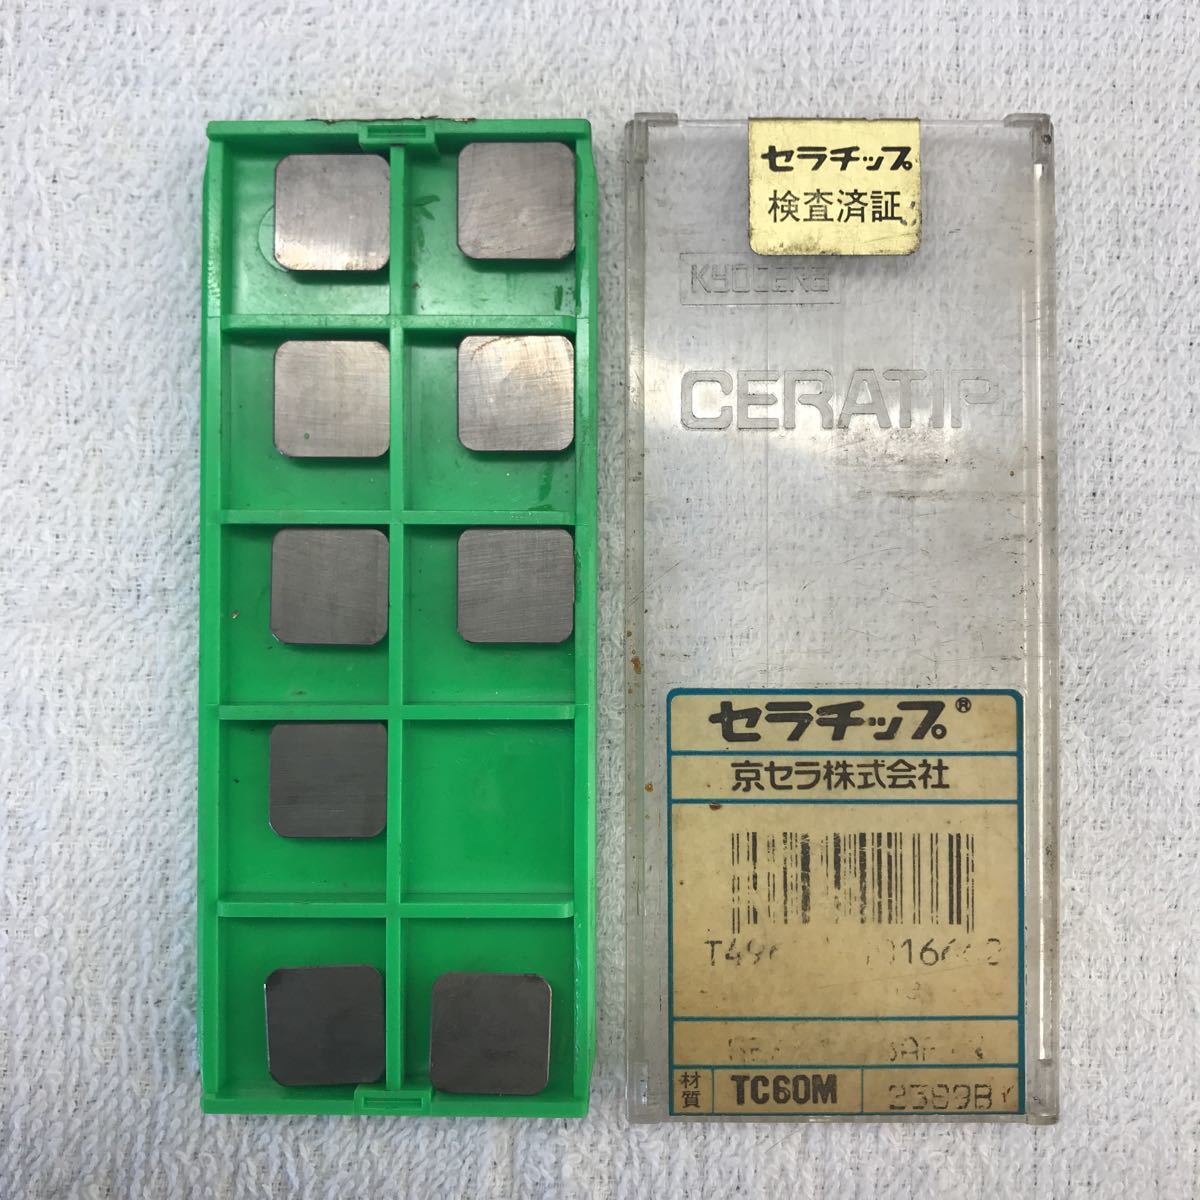 セラチップ
検査済証
KYOCERA
CERATIP
セラチップ®
京セラ株式会社
材質
TC60M